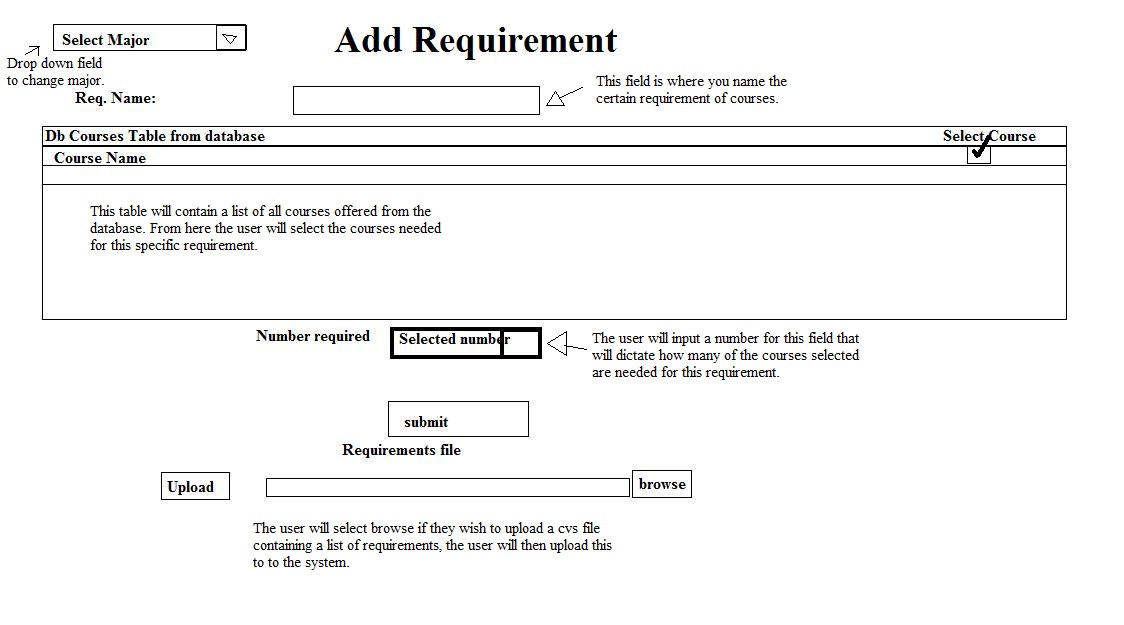 Select Major
Add Requirement
Drop down field
to change major.
Req. Name:
This field is where you name the
certain requirement of courses.
Db Courses Table from database
Select Course
Course Name
This table will contain a list of all courses offered from the
database. From here the user will select the courses needed
for this specific requirement.
Number required
Selected number
The user will input a number for this field that
will dictate how many of the courses selected
are needed for this requirement.
submit
Requirements file
Upload
browse
The user will select browse if they wish to upload a cvs file
containing a list of requirements, the user will then upload this
to to the system.